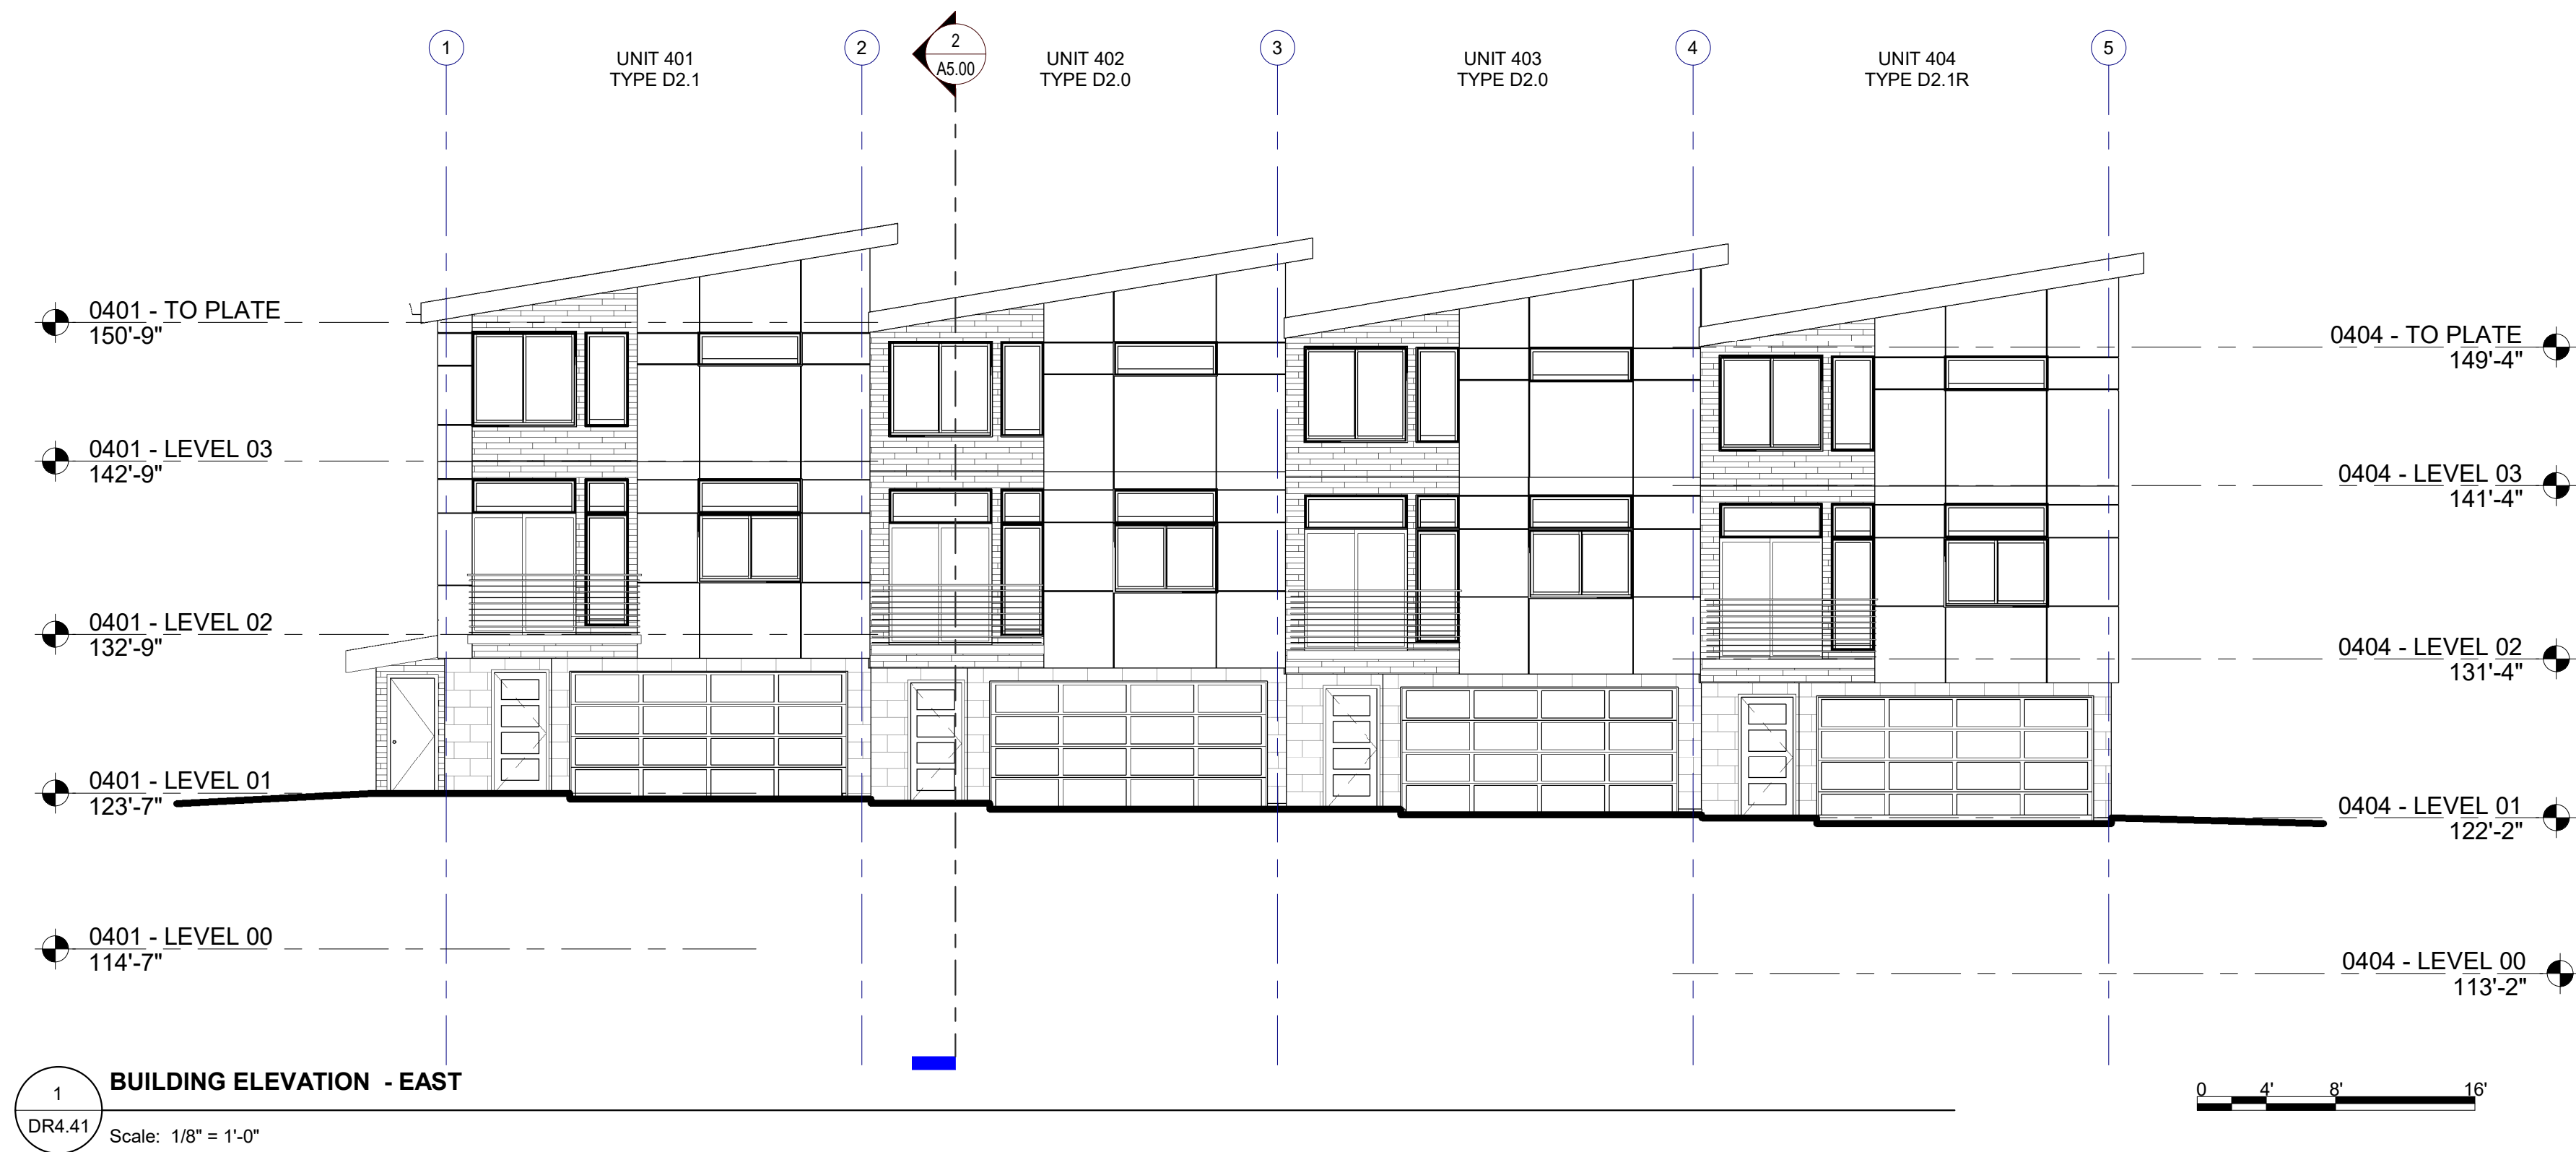 1
UNIT 401
TYPE D2.1
2
2
A5.00
UNIT 402
TYPE D2.0
3
UNIT 403
TYPE D2.0
4
UNIT 404
TYPE D2.1R
5
0401 - TO PLATE
150'-9"
0404 - TO PLATE
149'-4"
0401 - LEVEL 03
142'-9"
0404 - LEVEL 03
141'-4"
0401 - LEVEL 02
132'-9"
0404 - LEVEL 02
131'-4"
0401 - LEVEL 01
123'-7"
0404 - LEVEL 01
122'-2"
0401 - LEVEL 00
114'-7"
0404 - LEVEL 00
113'-2"
1
DR4.41
BUILDING ELEVATION - EAST
Scale: 1/8" = 1'-0"
0 4' 8' 16'